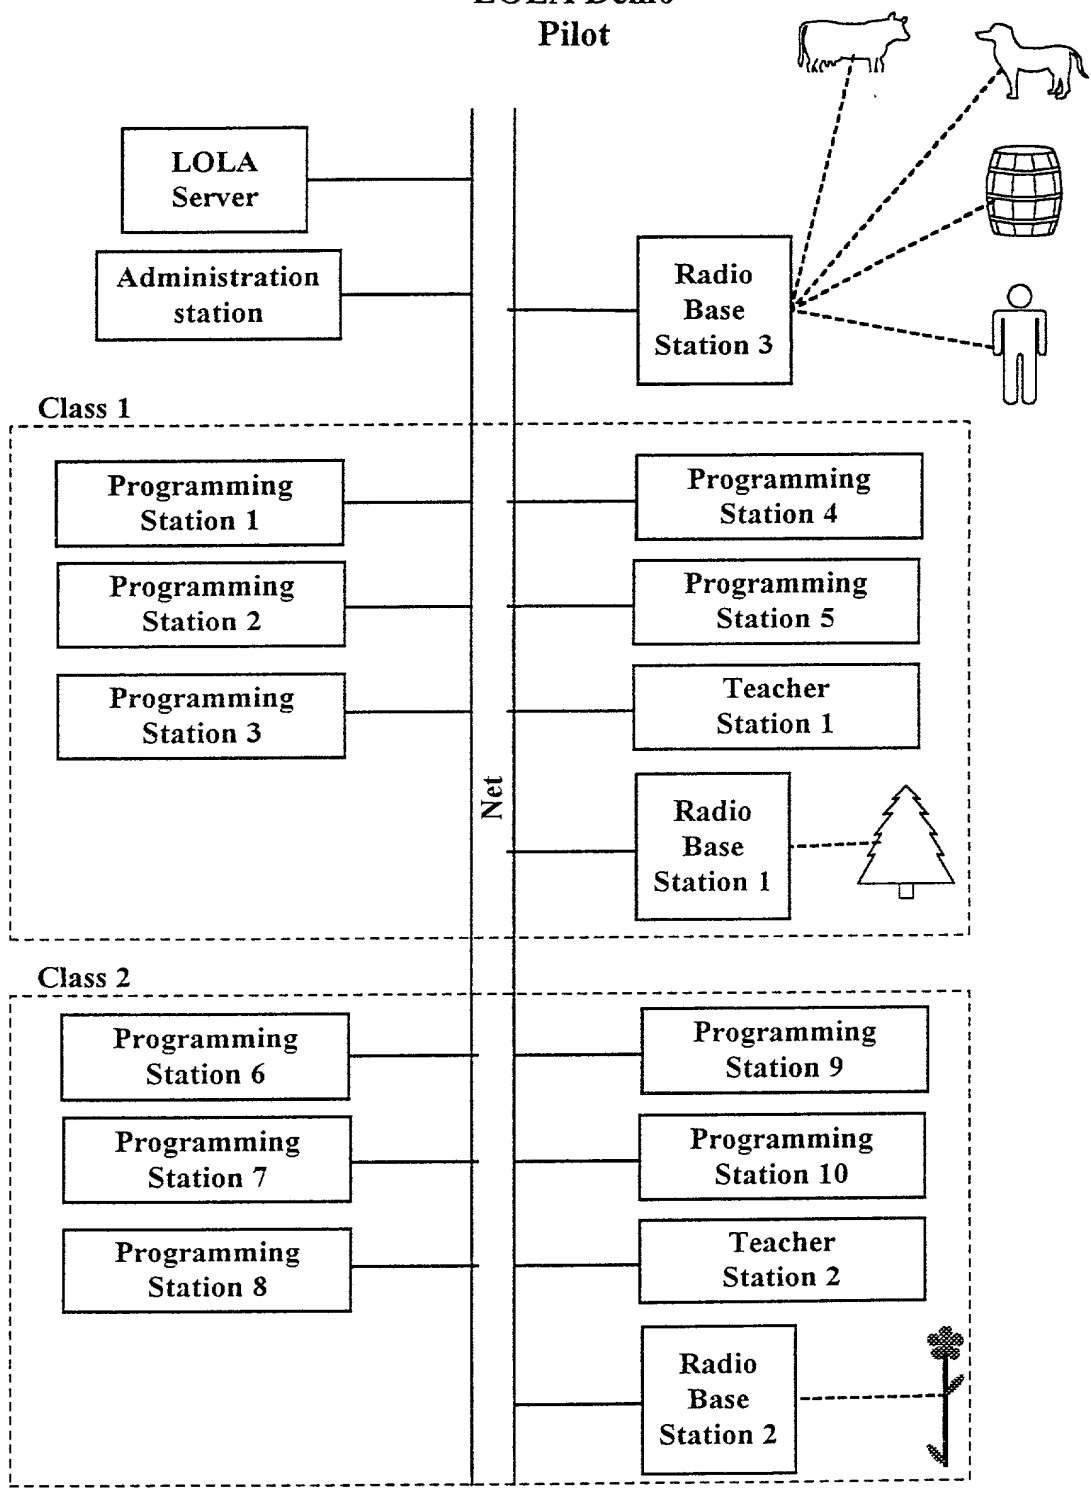 LOLA Demo
Pilot
LOLA
Server
Administration
station
Radio
Base
Station 3
Class 1
Programming
Station 1
Programming
Station 4
Programming
Station 2
Programming
Station 5
Programming
Station 3
Teacher
Station 1
Net
Radio
Base
Station 1
Class 2
Programming
Station 6
Programming
Station 9
Programming
Station 7
Programming
Station 10
Programming
Station 8
Teacher
Station 2
Radio
Base
Station 2